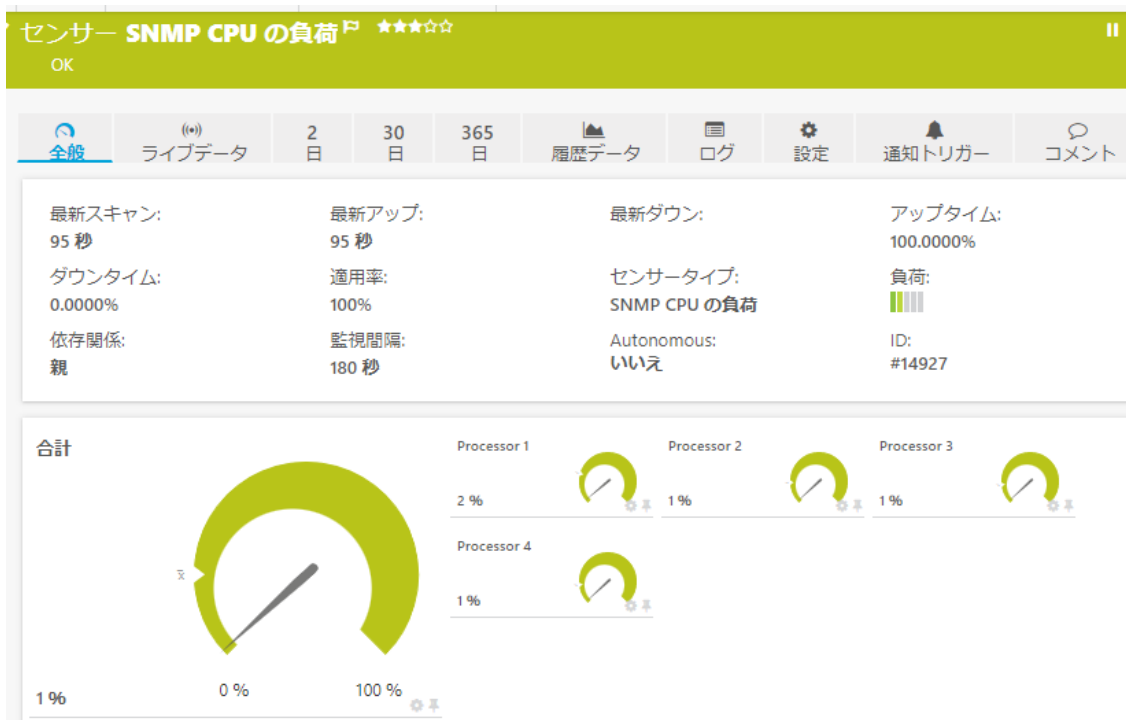 センサー SNMP CPU の負荷
OK
全般
ライブデータ
2
日
30
日
365
日
履歴データ
ログ
設定
通知トリガー
コメント
最新スキャン:
95 秒
最新アップ:
95 秒
最新ダウン:
アップタイム:
100.0000%
ダウンタイム:
0.0000%
適用率:
100%
センサータイプ:
SNMP CPU の負荷
負荷:
依存関係:
親
監視間隔:
180 秒
Autonomous:
いいえ
ID:
#14927
合計
x̄
0 %
100 %
1 %
Processor 1
2 %
Processor 2
1 %
Processor 3
1 %
Processor 4
1 %